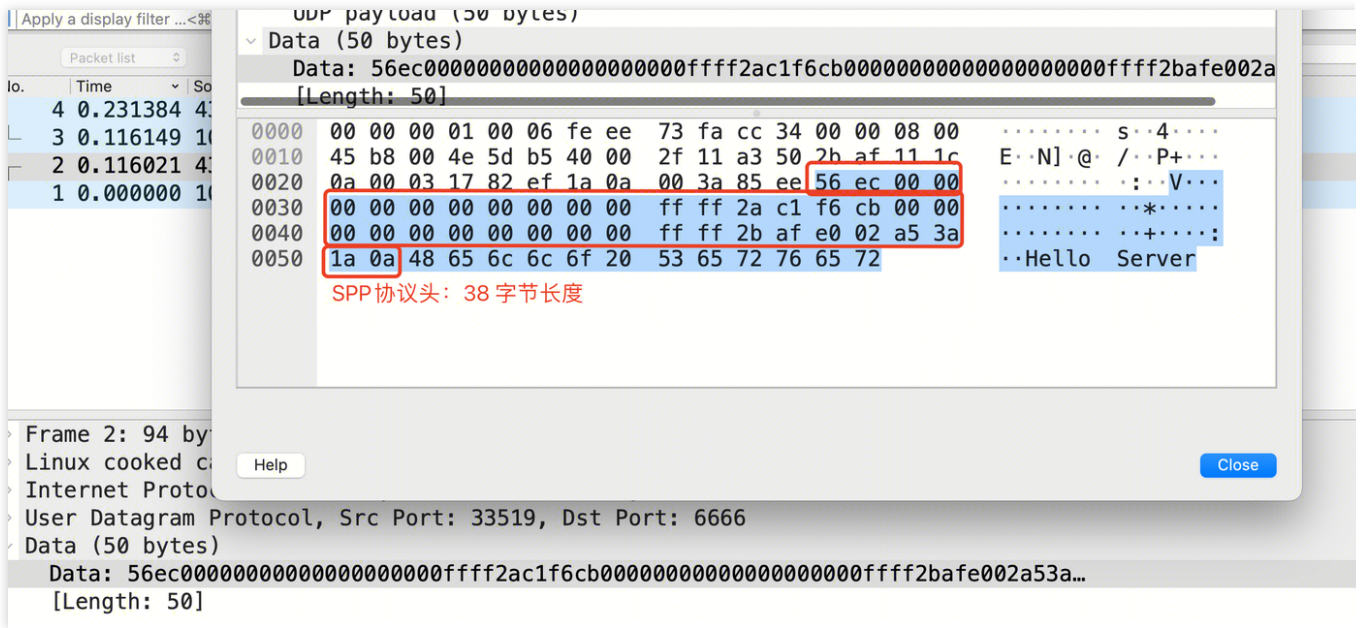 Apply a display filter ...<⌘
Packet list
No. Time So
4 0.231384 43
3 0.116149 10
2 0.116021 43
1 0.000000 10
UDP payload (50 bytes)
Data (50 bytes)
Data: 56ec00000000000000000000ffff2ac1f6cb00000000000000000000ffff2bafe002a
[Length: 50]
0000 00 00 00 01 00 06 fe ee 73 fa cc 34 00 00 08 00 ········ s··4····
0010 45 b8 00 4e 5d b5 40 00 2f 11 a3 50 2b af 11 1c E··N]·@· /··P+···
0020 0a 00 03 17 82 ef 1a 0a 00 3a 85 ee 56 ec 00 00 ········ ·:··V···
0030 00 00 00 00 00 00 00 00 ff ff 2a c1 f6 cb 00 00 ········ ··*·····
0040 00 00 00 00 00 00 00 00 ff ff 2b af e0 02 a5 3a ········ ··+····:
0050 1a 0a 48 65 6c 6c 6f 20 53 65 72 76 65 72 ··Hello Server
SPP协议头：38 字节长度
Help
Close
Frame 2: 94 by
Linux cooked ca
Internet Proto
User Datagram Protocol, Src Port: 33519, Dst Port: 6666
Data (50 bytes)
Data: 56ec00000000000000000000ffff2ac1f6cb00000000000000000000ffff2bafe002a53a…
[Length: 50]